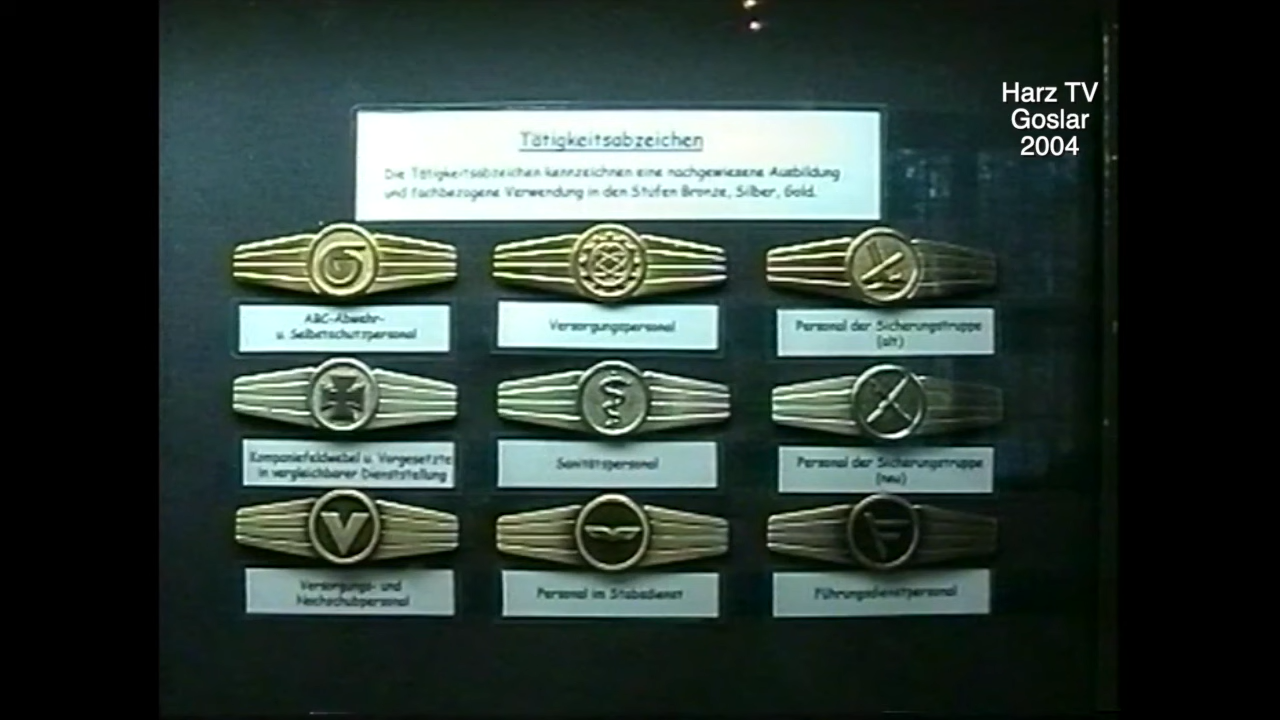 Harz TV
Goslar
2004
Tätigkeitsabzeichen
Die Tätigkeitsabzeichen kennzeichnen eine nachgewiesene Ausbildung
und fachbezogene Verwendung in den Stufen Bronze, Silber, Gold.
ABC-Abwehr-
u. Selbstschutzpersonal
Versorgungspersonal
Personal der Sicherungstruppe
(alt)
Kompaniefeldwebel u. Vorgesetzte
in vergleichbarer Dienststellung
Sanitätspersonal
Personal der Sicherungstruppe
(neu)
V
Versorgungs- und
Nachschubpersonal
Personal im Stabsdienst
F
Führungsdienstpersonal